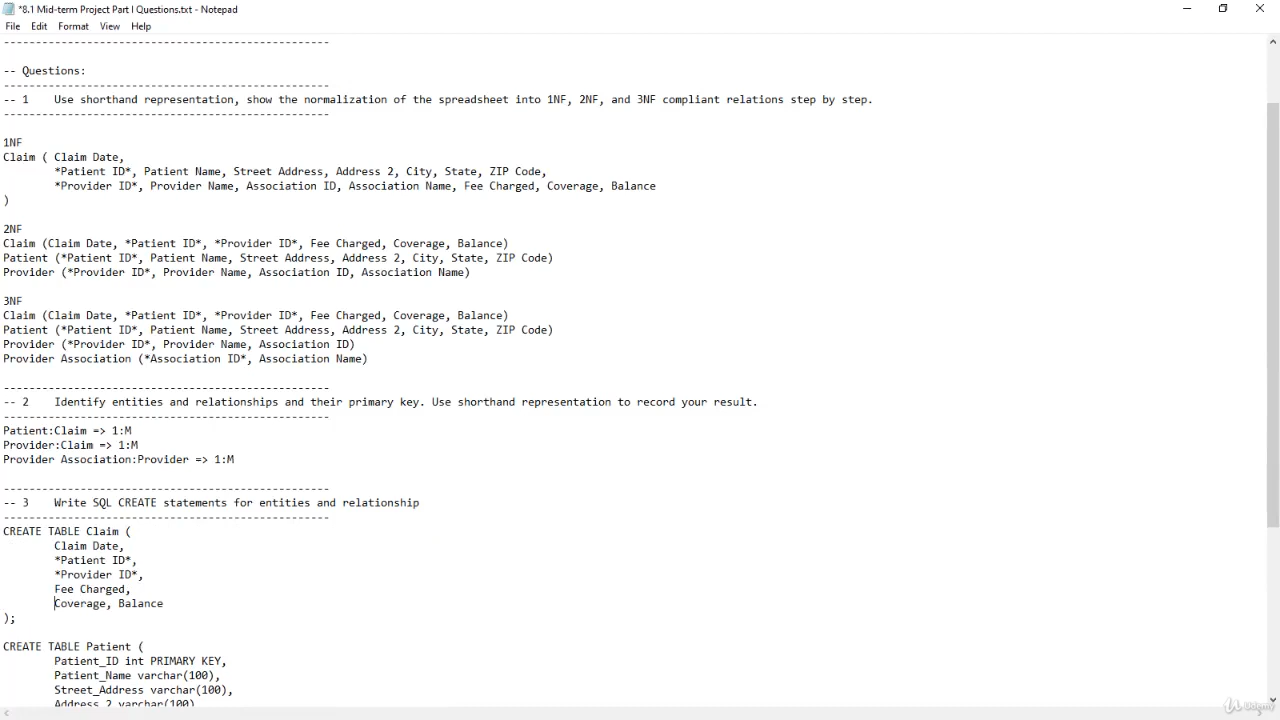 *8.1 Mid-term Project Part I Questions.txt - Notepad
File Edit Format View Help
---------------------------------------------------
-- Questions:
---------------------------------------------------
-- 1 Use shorthand representation, show the normalization of the spreadsheet into 1NF, 2NF, and 3NF compliant relations step by step.
---------------------------------------------------
1NF
Claim ( Claim Date,
*Patient ID*, Patient Name, Street Address, Address 2, City, State, ZIP Code,
*Provider ID*, Provider Name, Association ID, Association Name, Fee Charged, Coverage, Balance
)
2NF
Claim (Claim Date, *Patient ID*, *Provider ID*, Fee Charged, Coverage, Balance)
Patient (*Patient ID*, Patient Name, Street Address, Address 2, City, State, ZIP Code)
Provider (*Provider ID*, Provider Name, Association ID, Association Name)
3NF
Claim (Claim Date, *Patient ID*, *Provider ID*, Fee Charged, Coverage, Balance)
Patient (*Patient ID*, Patient Name, Street Address, Address 2, City, State, ZIP Code)
Provider (*Provider ID*, Provider Name, Association ID)
Provider Association (*Association ID*, Association Name)
---------------------------------------------------
-- 2 Identify entities and relationships and their primary key. Use shorthand representation to record your result.
---------------------------------------------------
Patient:Claim => 1:M
Provider:Claim => 1:M
Provider Association:Provider => 1:M
---------------------------------------------------
-- 3 Write SQL CREATE statements for entities and relationship
---------------------------------------------------
CREATE TABLE Claim (
Claim Date,
*Patient ID*,
*Provider ID*,
Fee Charged,
Coverage, Balance
);
CREATE TABLE Patient (
Patient_ID int PRIMARY KEY,
Patient_Name varchar(100),
Street_Address varchar(100),
Address_2 varchar(100)
Udemy